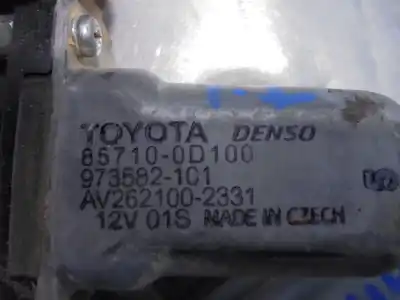 TOYOTA DENSO
85710-0D100
973582-101
AV262100-2331
12V 01S MADE IN CZECH